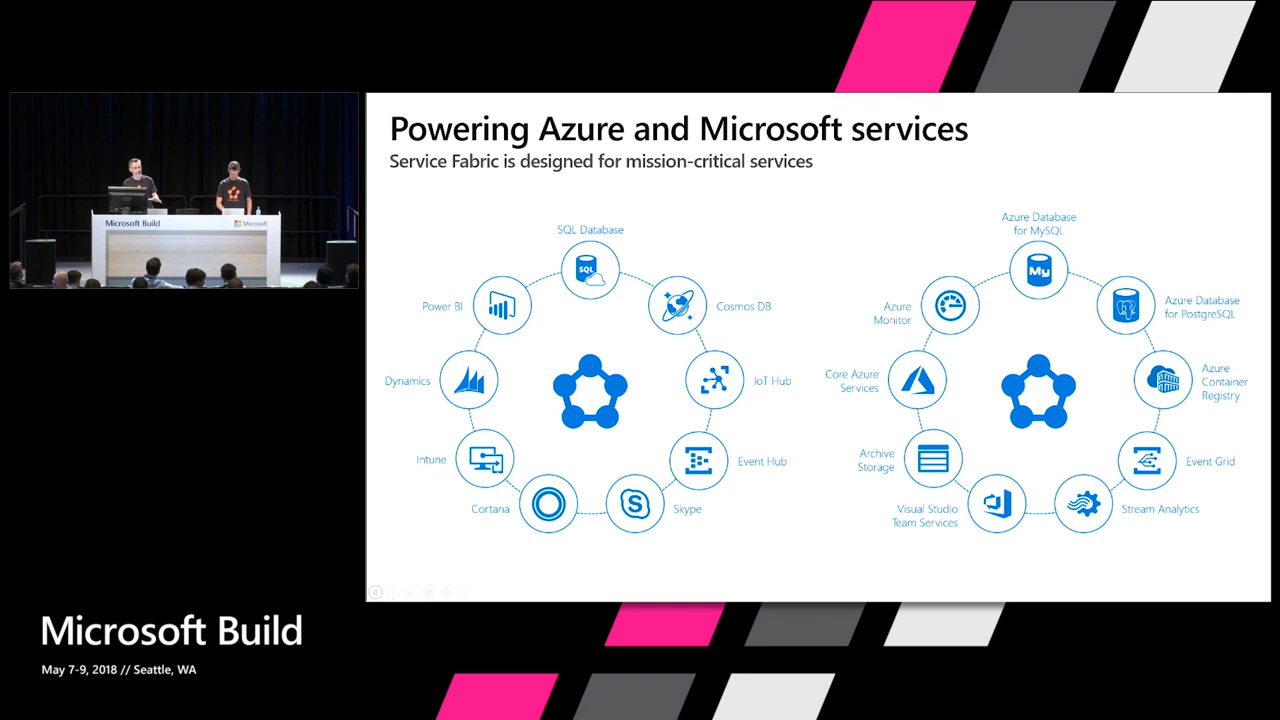 Powering Azure and Microsoft services
Service Fabric is designed for mission-critical services
SQL Database
SQL
Power BI
Cosmos DB
Dynamics
IoT Hub
Intune
Event Hub
Cortana
S
Skype
Azure Database
for MySQL
My
Azure
Monitor
Azure Database
for PostgreSQL
Core Azure
Services
Azure
Container
Registry
Archive
Storage
Event Grid
Visual Studio
Team Services
Stream Analytics
Microsoft Build
Microsoft
Microsoft Build
May 7-9, 2018 // Seattle, WA